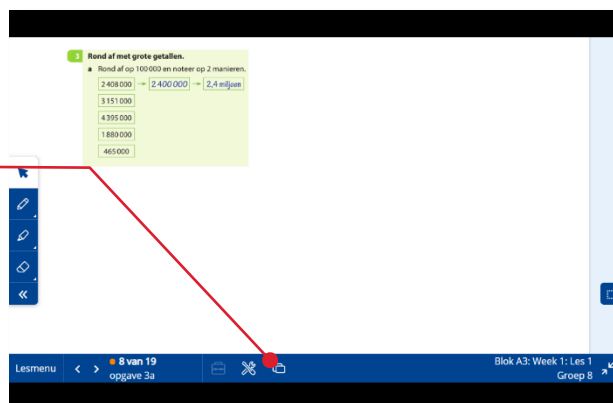 3 Rond af met grote getallen.
a Rond af op 100 000 en noteer op 2 manieren.
2 408 000 → 2 400 000 → 2,4 miljoen
3 151 000
4 395 000
1 880 000
465 000
Lesmenu
8 van 19
opgave 3a
Blok A3: Week 1: Les 1
Groep 8